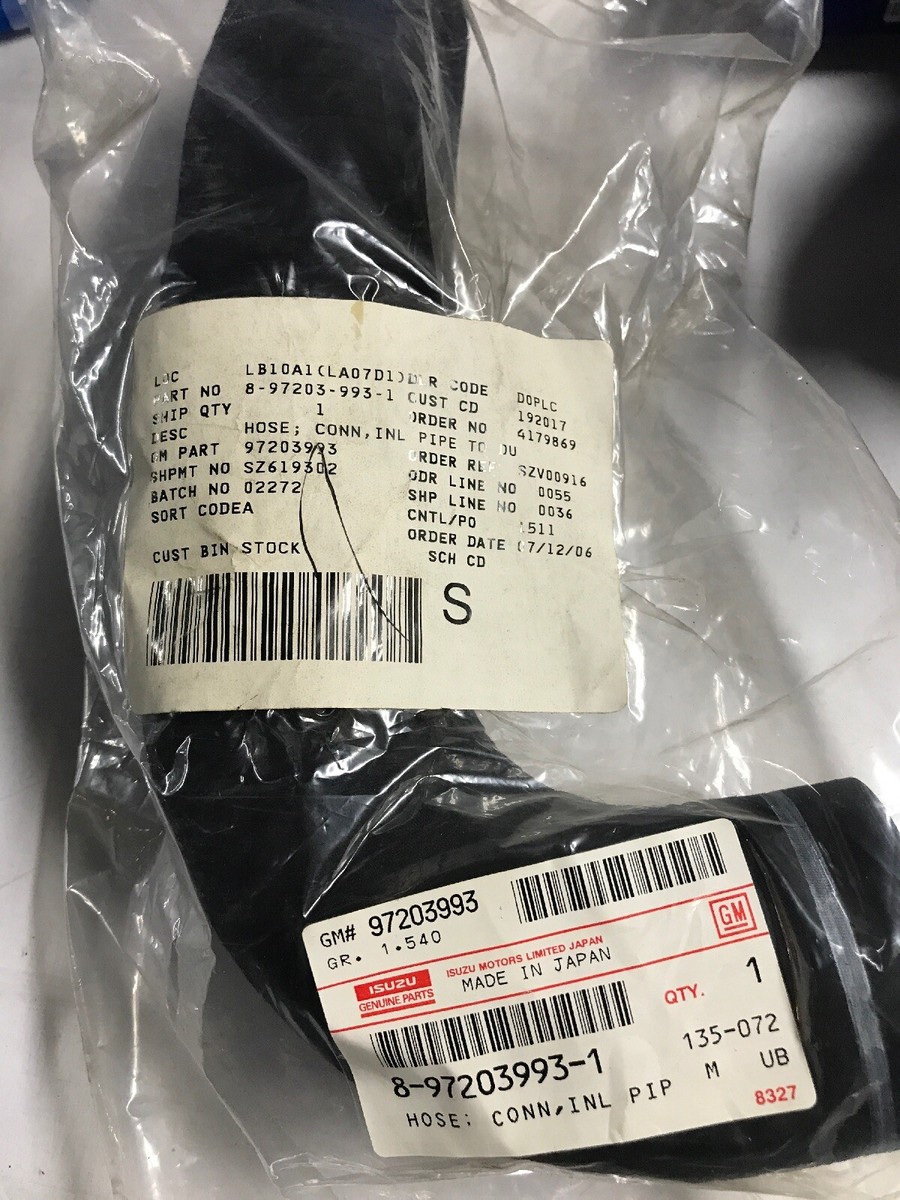 LOC LB10A1(LA07D1) DLR CODE DOPLC
PART NO 8-97203-993-1 CUST CD 192017
SHIP QTY 1 ORDER NO 4179869
DESC HOSE; CONN,INL PIPE TO DU
GM PART 97203993 ORDER REF SZV00916
SHPMT NO SZ619302 ODR LINE NO 0055
BATCH NO 02272 SHP LINE NO 0036
SORT CODEA CNTL/PO 1511
ORDER DATE 07/12/06
CUST BIN STOCK SCH CD
S
GM# 97203993
GR. 1.540
GM
ISUZU
GENUINE PARTS
ISUZU MOTORS LIMITED JAPAN
MADE IN JAPAN
QTY. 1
8-97203993-1 135-072
HOSE; CONN,INL PIP M UB
8327